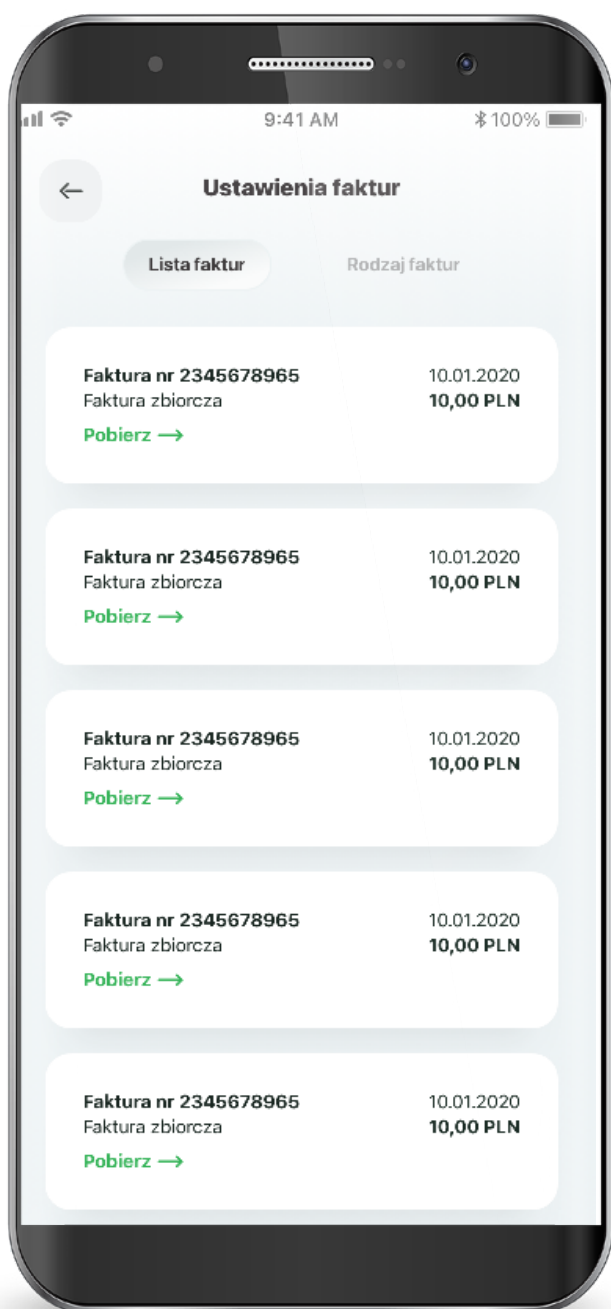 9:41 AM
100%
Ustawienia faktur
Lista faktur
Rodzaj faktur
Faktura nr 2345678965
10.01.2020
Faktura zbiorcza
10,00 PLN
Pobierz →
Faktura nr 2345678965
10.01.2020
Faktura zbiorcza
10,00 PLN
Pobierz →
Faktura nr 2345678965
10.01.2020
Faktura zbiorcza
10,00 PLN
Pobierz →
Faktura nr 2345678965
10.01.2020
Faktura zbiorcza
10,00 PLN
Pobierz →
Faktura nr 2345678965
10.01.2020
Faktura zbiorcza
10,00 PLN
Pobierz →